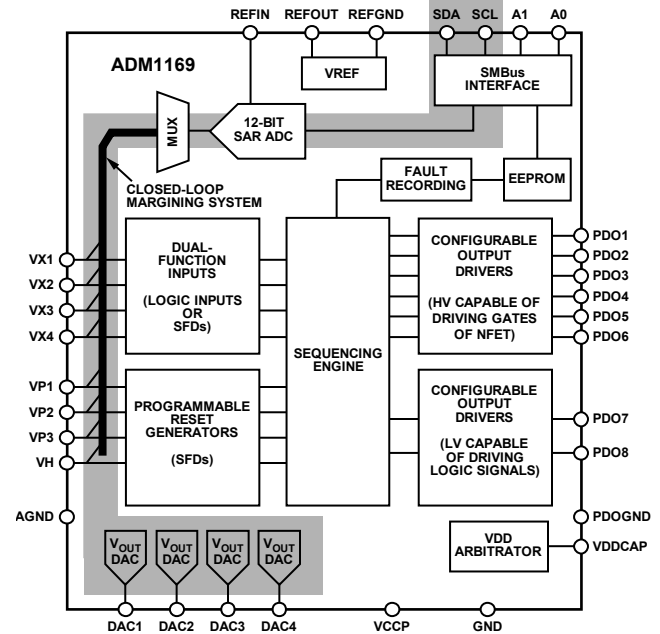 REFIN REFOUT REFGND SDA SCL A1 A0
ADM1169
VREF
SMBus
INTERFACE
MUX
12-BIT
SAR ADC
CLOSED-LOOP
MARGINING SYSTEM
FAULT
RECORDING
EEPROM
VX1
VX2
VX3
VX4
DUAL-
FUNCTION
INPUTS
(LOGIC INPUTS
OR
SFDs)
SEQUENCING
ENGINE
CONFIGURABLE
OUTPUT
DRIVERS
(HV CAPABLE OF
DRIVING GATES
OF NFET)
PDO1
PDO2
PDO3
PDO4
PDO5
PDO6
VP1
VP2
VP3
VH
PROGRAMMABLE
RESET
GENERATORS
(SFDs)
CONFIGURABLE
OUTPUT
DRIVERS
(LV CAPABLE
OF DRIVING
LOGIC SIGNALS)
PDO7
PDO8
AGND
PDOGND
VDD
ARBITRATOR
VDDCAP
VOUT
DAC
VOUT
DAC
VOUT
DAC
VOUT
DAC
DAC1 DAC2 DAC3 DAC4 VCCP GND